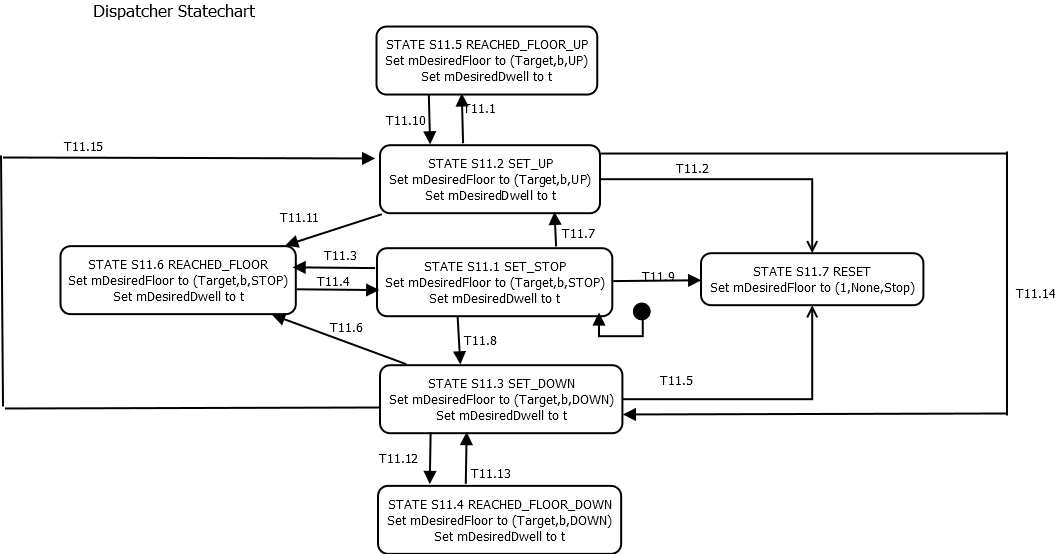 Dispatcher Statechart
STATE S11.5 REACHED_FLOOR_UP
Set mDesiredFloor to (Target,b,UP)
Set mDesiredDwell to t
T11.10
T11.1
T11.15
STATE S11.2 SET_UP
Set mDesiredFloor to (Target,b,UP)
Set mDesiredDwell to t
T11.2
T11.11
T11.7
STATE S11.6 REACHED_FLOOR
Set mDesiredFloor to (Target,b,STOP)
Set mDesiredDwell to t
T11.3
T11.4
STATE S11.1 SET_STOP
Set mDesiredFloor to (Target,b,STOP)
Set mDesiredDwell to t
T11.9
STATE S11.7 RESET
Set mDesiredFloor to (1,None,Stop)
T11.14
T11.6
T11.8
STATE S11.3 SET_DOWN
Set mDesiredFloor to (Target,b,DOWN)
Set mDesiredDwell to t
T11.5
T11.12
T11.13
STATE S11.4 REACHED_FLOOR_DOWN
Set mDesiredFloor to (Target,b,DOWN)
Set mDesiredDwell to t